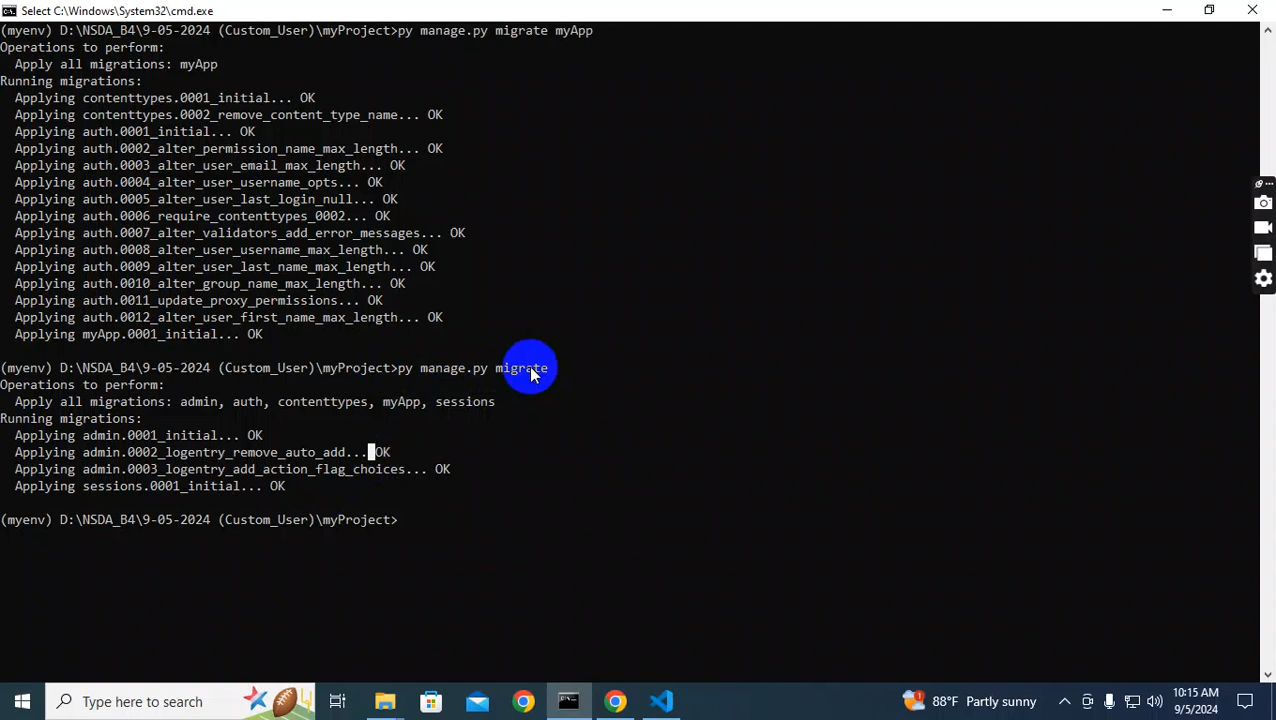 Select C:\Windows\System32\cmd.exe
(myenv) D:\NSDA_B4\9-05-2024 (Custom_User)\myProject>py manage.py migrate myApp
Operations to perform:
  Apply all migrations: myApp
Running migrations:
  Applying contenttypes.0001_initial... OK
  Applying contenttypes.0002_remove_content_type_name... OK
  Applying auth.0001_initial... OK
  Applying auth.0002_alter_permission_name_max_length... OK
  Applying auth.0003_alter_user_email_max_length... OK
  Applying auth.0004_alter_user_username_opts... OK
  Applying auth.0005_alter_user_last_login_null... OK
  Applying auth.0006_require_contenttypes_0002... OK
  Applying auth.0007_alter_validators_add_error_messages... OK
  Applying auth.0008_alter_user_username_max_length... OK
  Applying auth.0009_alter_user_last_name_max_length... OK
  Applying auth.0010_alter_group_name_max_length... OK
  Applying auth.0011_update_proxy_permissions... OK
  Applying auth.0012_alter_user_first_name_max_length... OK
  Applying myApp.0001_initial... OK
(myenv) D:\NSDA_B4\9-05-2024 (Custom_User)\myProject>py manage.py migrate
Operations to perform:
  Apply all migrations: admin, auth, contenttypes, myApp, sessions
Running migrations:
  Applying admin.0001_initial... OK
  Applying admin.0002_logentry_remove_auto_add... OK
  Applying admin.0003_logentry_add_action_flag_choices... OK
  Applying sessions.0001_initial... OK
(myenv) D:\NSDA_B4\9-05-2024 (Custom_User)\myProject>
Type here to search
1
88°F Partly sunny
10:15 AM
9/5/2024